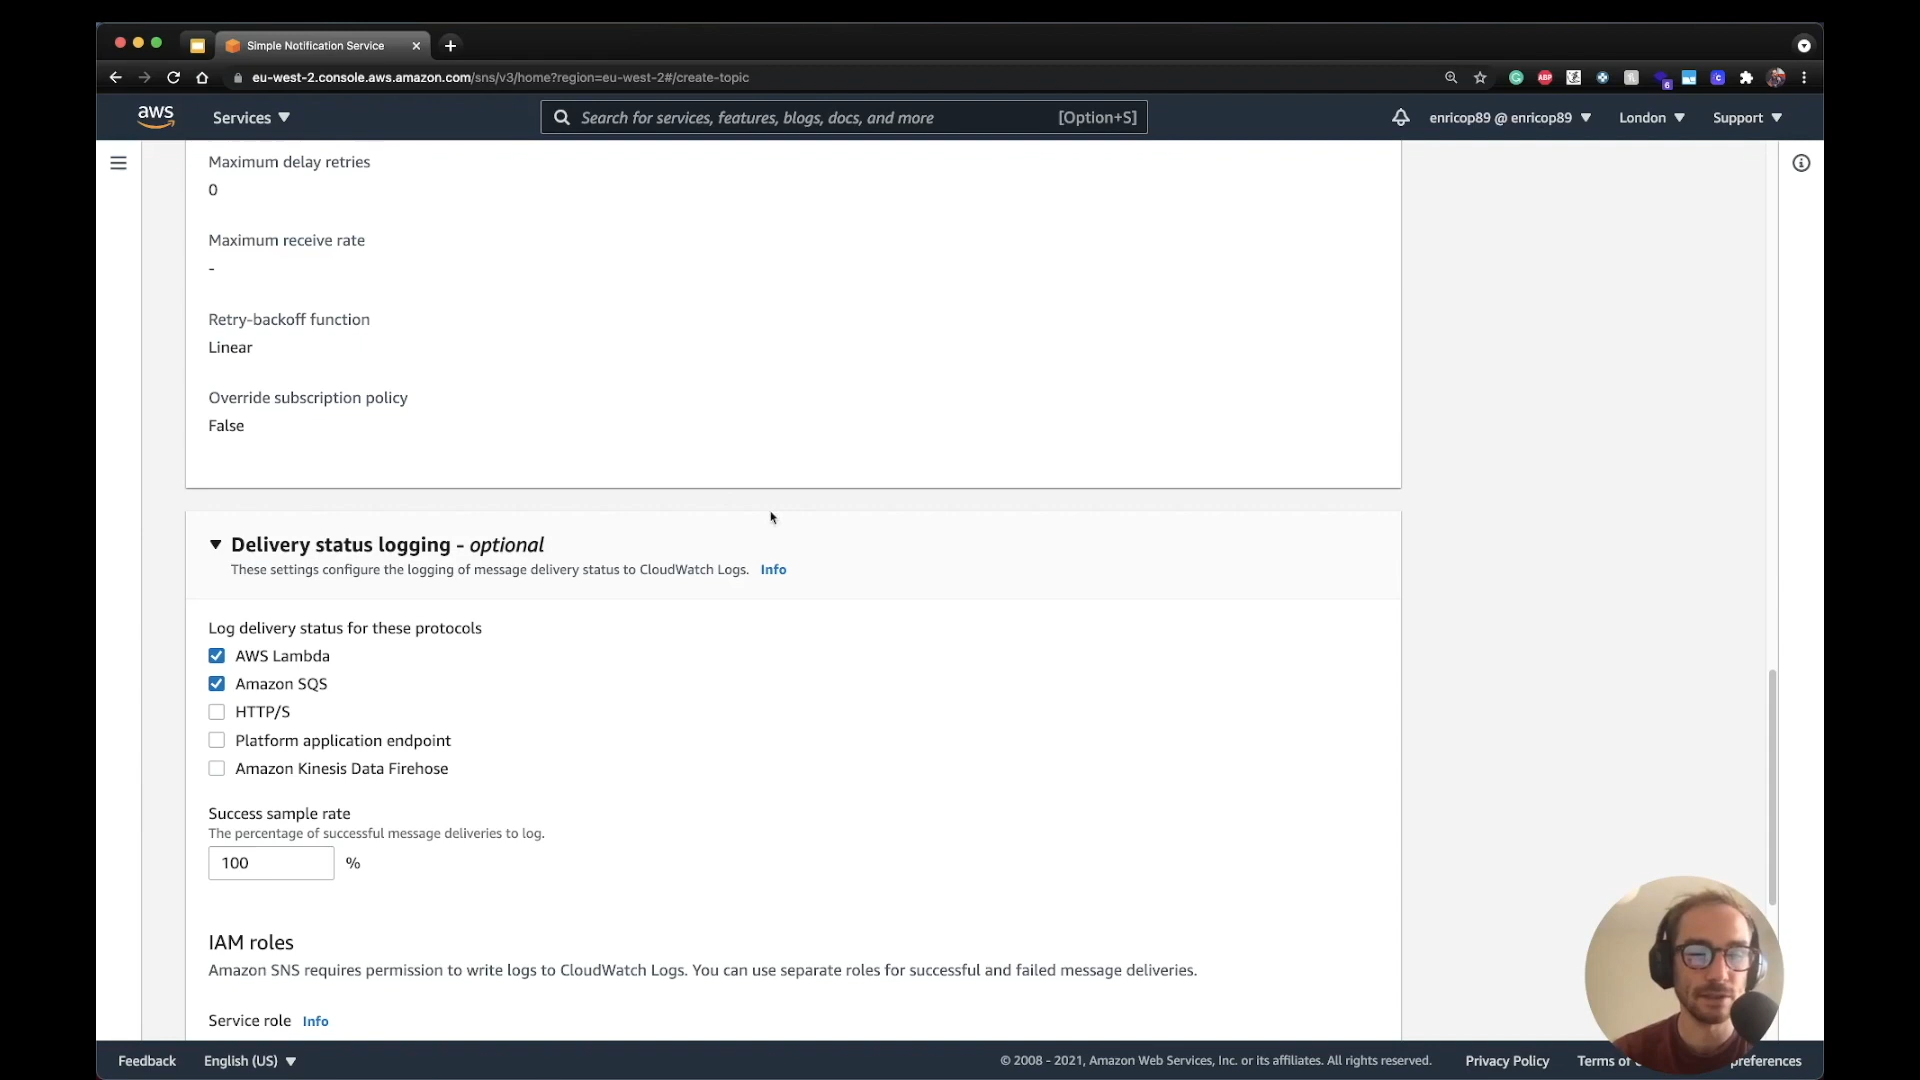 Simple Notification Service
eu-west-2.console.aws.amazon.com/sns/v3/home?region=eu-west-2#/create-topic
ABP
6
aws
Services
Search for services, features, blogs, docs, and more
[Option+S]
enricop89 @ enricop89
London
Support
Maximum delay retries
0
Maximum receive rate
-
Retry-backoff function
Linear
Override subscription policy
False
Delivery status logging - optional
These settings configure the logging of message delivery status to CloudWatch Logs. Info
Log delivery status for these protocols
AWS Lambda
Amazon SQS
HTTP/S
Platform application endpoint
Amazon Kinesis Data Firehose
Success sample rate
The percentage of successful message deliveries to log.
100 %
IAM roles
Amazon SNS requires permission to write logs to CloudWatch Logs. You can use separate roles for successful and failed message deliveries.
Service role Info
Feedback
English (US)
© 2008 - 2021, Amazon Web Services, Inc. or its affiliates. All rights reserved.
Privacy Policy
Terms of
preferences